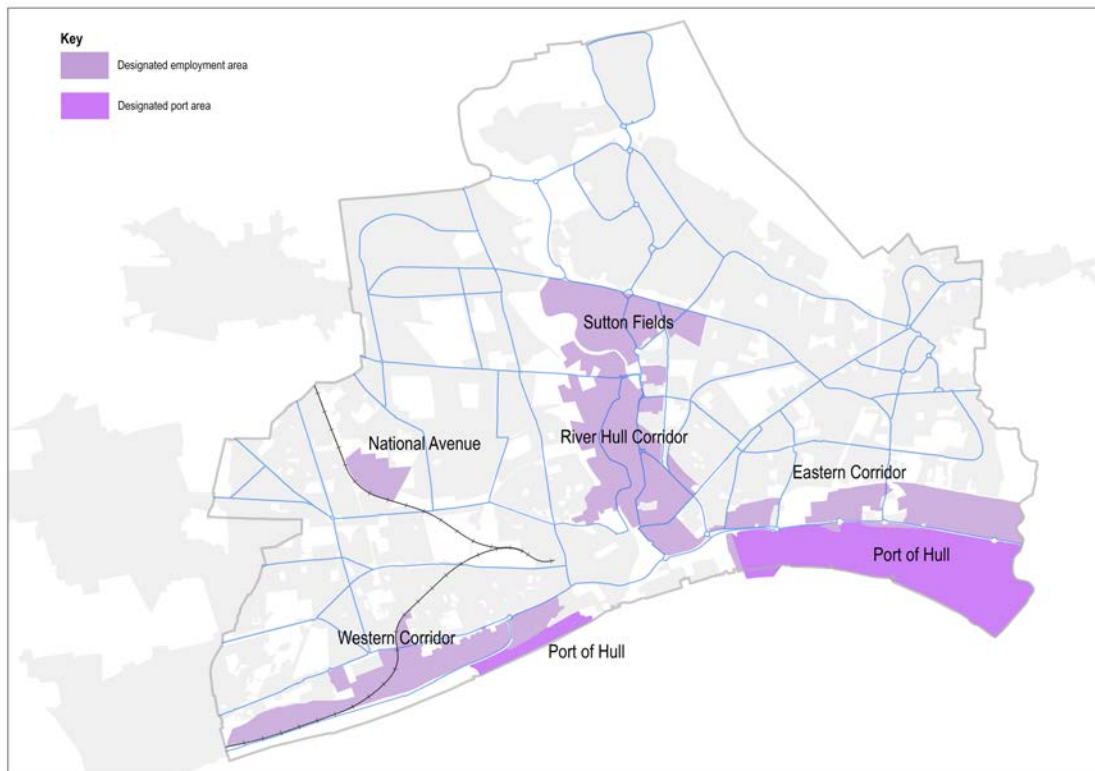 Key
Designated employment area
Designated port area
Sutton Fields
National Avenue
River Hull Corridor
Eastern Corridor
Port of Hull
Western Corridor
Port of Hull